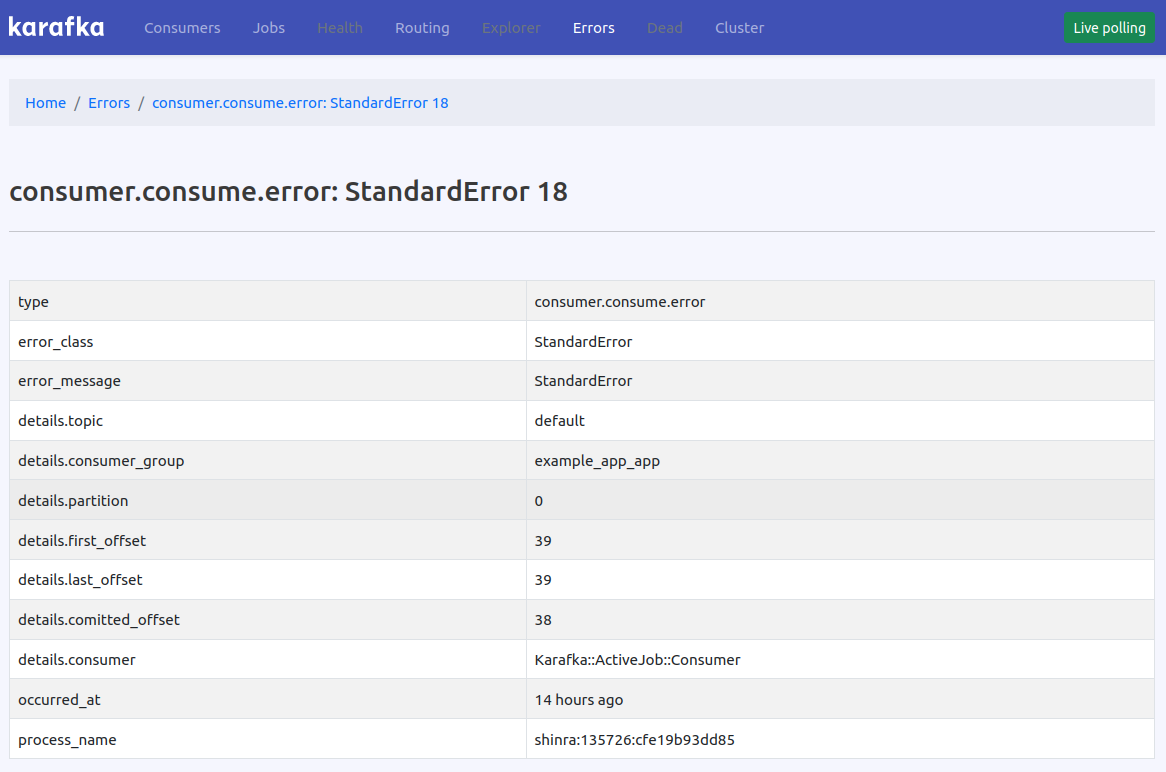 karafka Consumers Jobs Health Routing Explorer Errors Dead Cluster Live polling
Home / Errors / consumer.consume.error: StandardError 18
consumer.consume.error: StandardError 18
type consumer.consume.error
error_class StandardError
error_message StandardError
details.topic default
details.consumer_group example_app_app
details.partition 0
details.first_offset 39
details.last_offset 39
details.comitted_offset 38
details.consumer Karafka::ActiveJob::Consumer
occurred_at 14 hours ago
process_name shinra:135726:cfe19b93dd85